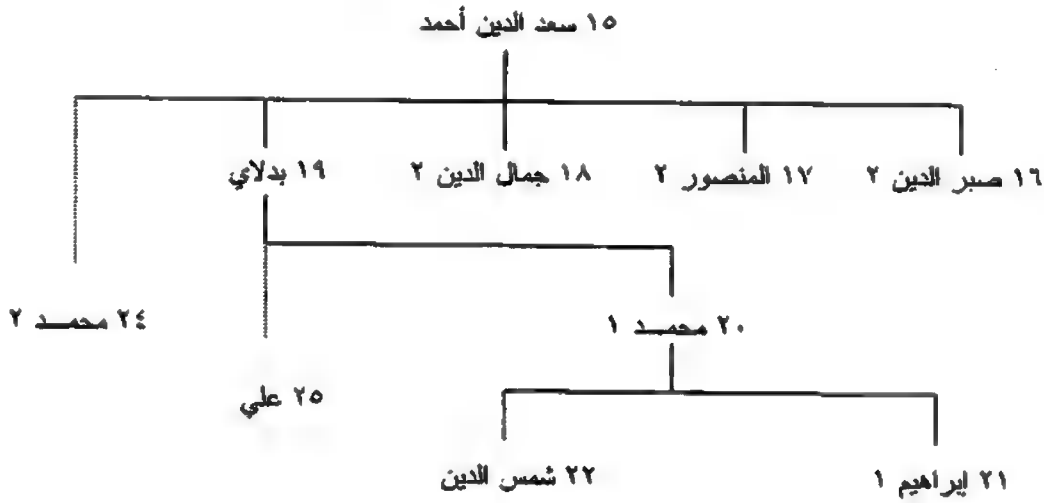 ١٥ سعد الدين أحمد
١٦ صبر الدين ٢
١٧ المنصور ٢
١٨ جمال الدين ٢
١٩ بدلاي
٢٠ محمد ١
٢٤ محمد ٢
٢٥ علي
٢١ ابراهيم ١
٢٢ شمس الدين